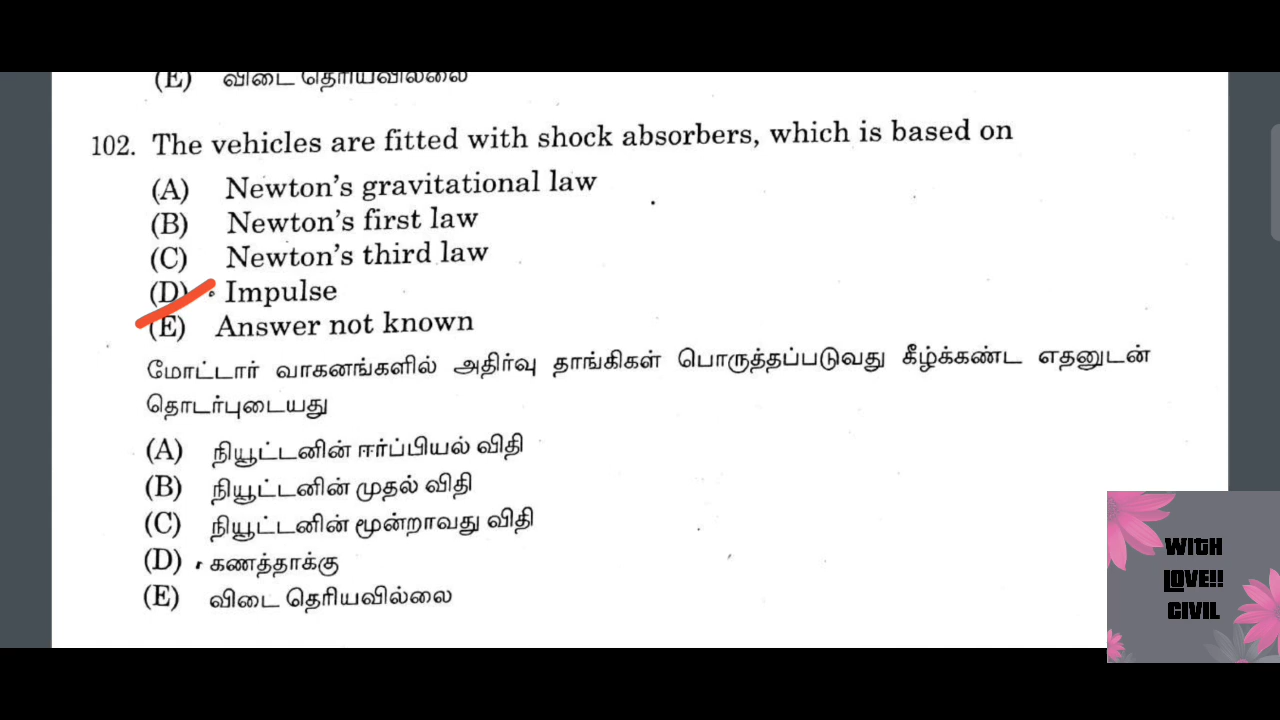 (E) விடை தெரியவில்லை
102. The vehicles are fitted with shock absorbers, which is based on
(A) Newton's gravitational law
(B) Newton's first law
(C) Newton's third law
(D) Impulse
(E) Answer not known
மோட்டார் வாகனங்களில் அதிர்வு தாங்கிகள் பொருத்தப்படுவது கீழ்க்கண்ட எதனுடன்
தொடர்புடையது
(A) நியூட்டனின் ஈர்ப்பியல் விதி
(B) நியூட்டனின் முதல் விதி
(C) நியூட்டனின் மூன்றாவது விதி
(D) கணத்தாக்கு
(E) விடை தெரியவில்லை
WITH
LOVE!!
CIVIL